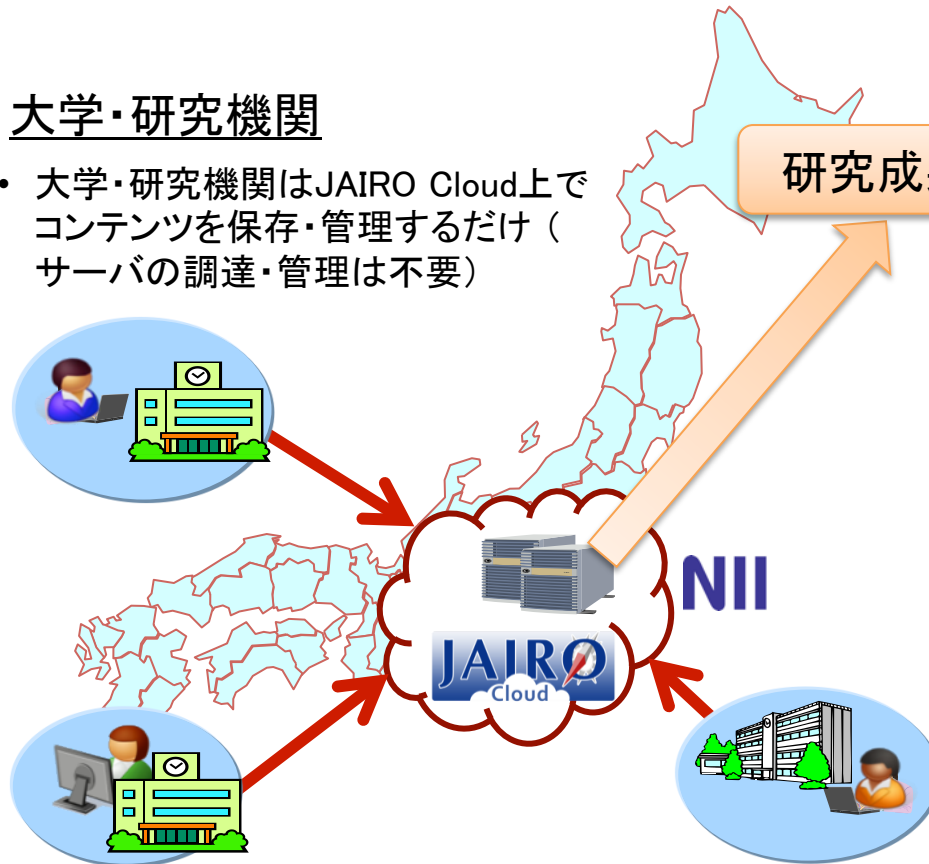 大学・研究機関
• 大学・研究機関はJAIRO Cloud上で
コンテンツを保存・管理するだけ（
サーバの調達・管理は不要）
研究成
NII
JAIRO
Cloud